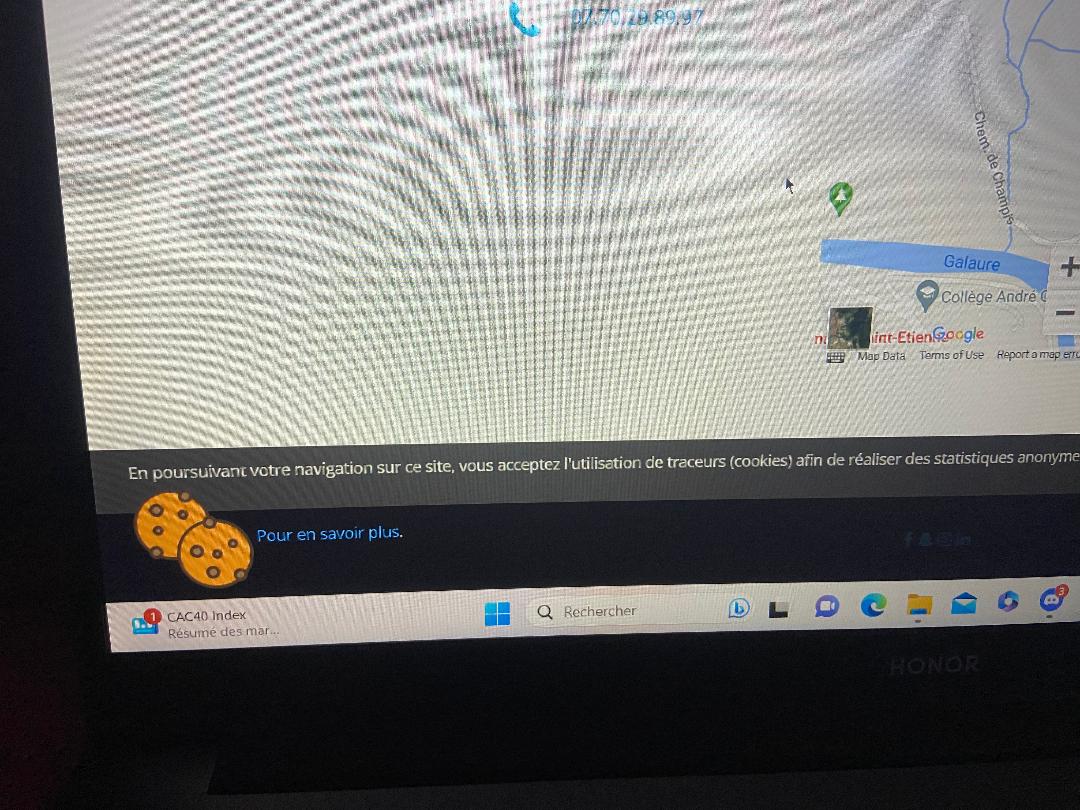 07.70.29.89.97
Chem. de Champis
Galaure
Collège André
int-Etien
Google
Map Data Terms of Use Report a map erro
+
−
En poursuivant votre navigation sur ce site, vous acceptez l'utilisation de traceurs (cookies) afin de réaliser des statistiques anonyme
Pour en savoir plus.
1
CAC40 Index
Résumé des mar...
Rechercher
3
HONOR